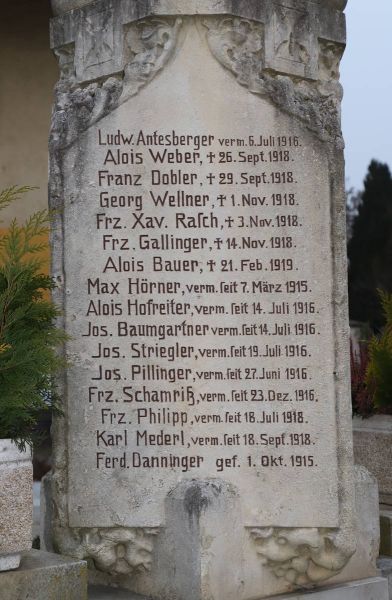 Ludw. Antesberger verm. 6. Juli 1916.
Alois Weber, † 26. Sept. 1918.
Franz Dobler, † 29. Sept. 1918.
Georg Wellner, † 1. Nov. 1918.
Frz. Xav. Raſch, † 3. Nov. 1918.
Frz. Gallinger, † 14. Nov. 1918.
Alois Bauer, † 21. Feb. 1919.
Max Hörner, verm. ſeit 7. März 1915.
Alois Hofreiter, verm. ſeit 14. Juli 1916.
Jos. Baumgartner verm. ſeit 14. Juli 1916.
Jos. Striegler, verm. ſeit 19. Juli 1916.
Jos. Pillinger, verm. ſeit 27. Juni 1916.
Frz. Schamriß, verm. ſeit 23. Dez. 1916.
Frz. Philipp, verm. ſeit 18. Juli 1918.
Karl Mederl, verm. ſeit 18. Sept. 1918.
Ferd. Danninger gef. 1. Okt. 1915.